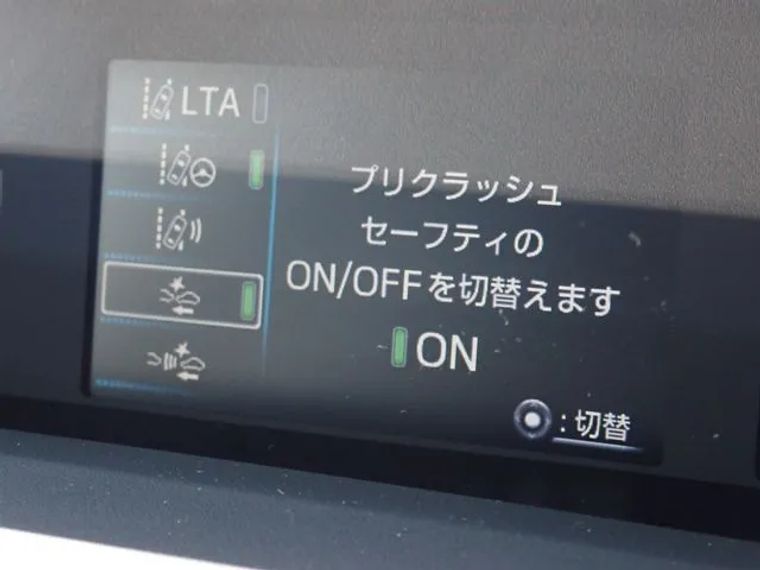 LTA
プリクラッシュ
セーフティの
ON/OFFを切替えます
ON
:切替